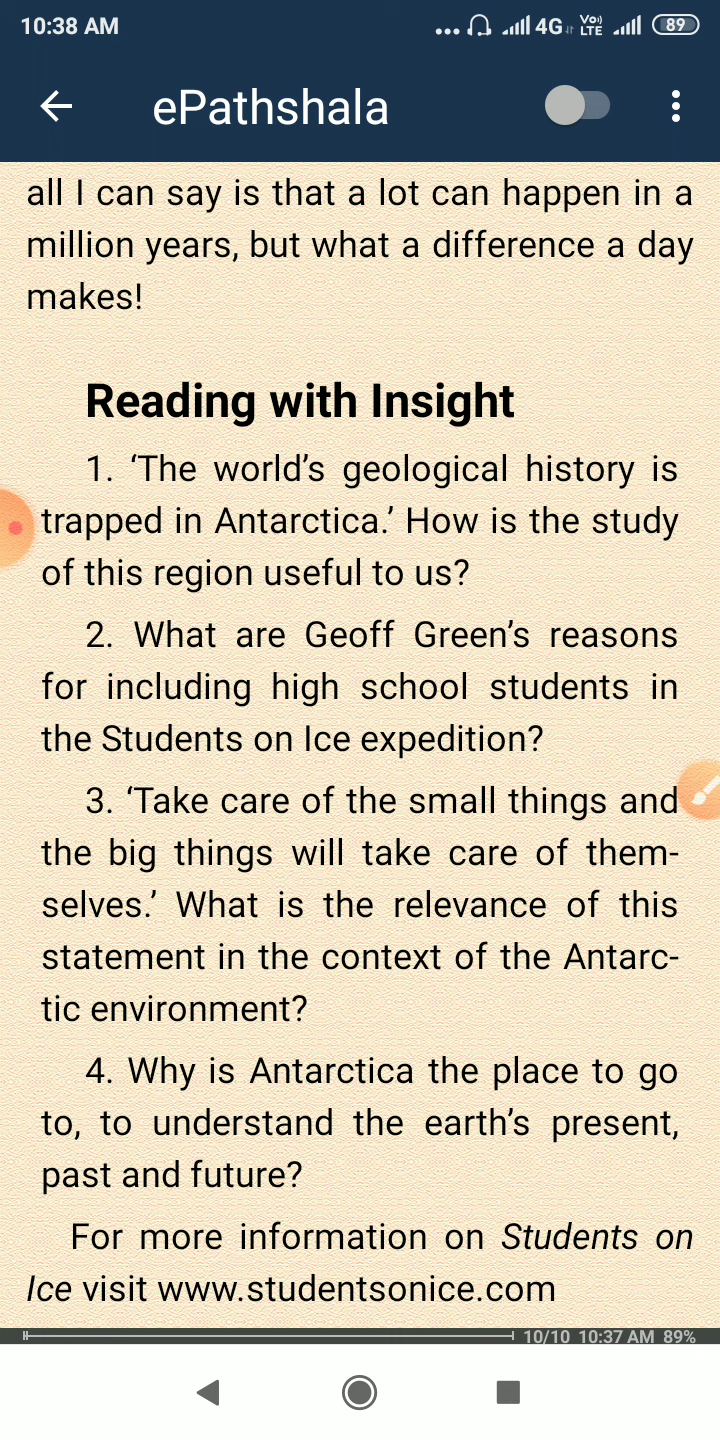 10:38 AM ... 4G Vo)) LTE 89
ePathshala
all I can say is that a lot can happen in a
million years, but what a difference a day
makes!
Reading with Insight
1. ‘The world’s geological history is
trapped in Antarctica.’ How is the study
of this region useful to us?
2. What are Geoff Green’s reasons
for including high school students in
the Students on Ice expedition?
3. ‘Take care of the small things and
the big things will take care of them-
selves.’ What is the relevance of this
statement in the context of the Antarc-
tic environment?
4. Why is Antarctica the place to go
to, to understand the earth’s present,
past and future?
For more information on Students on
Ice visit www.studentsonice.com
10/10 10:37 AM 89%